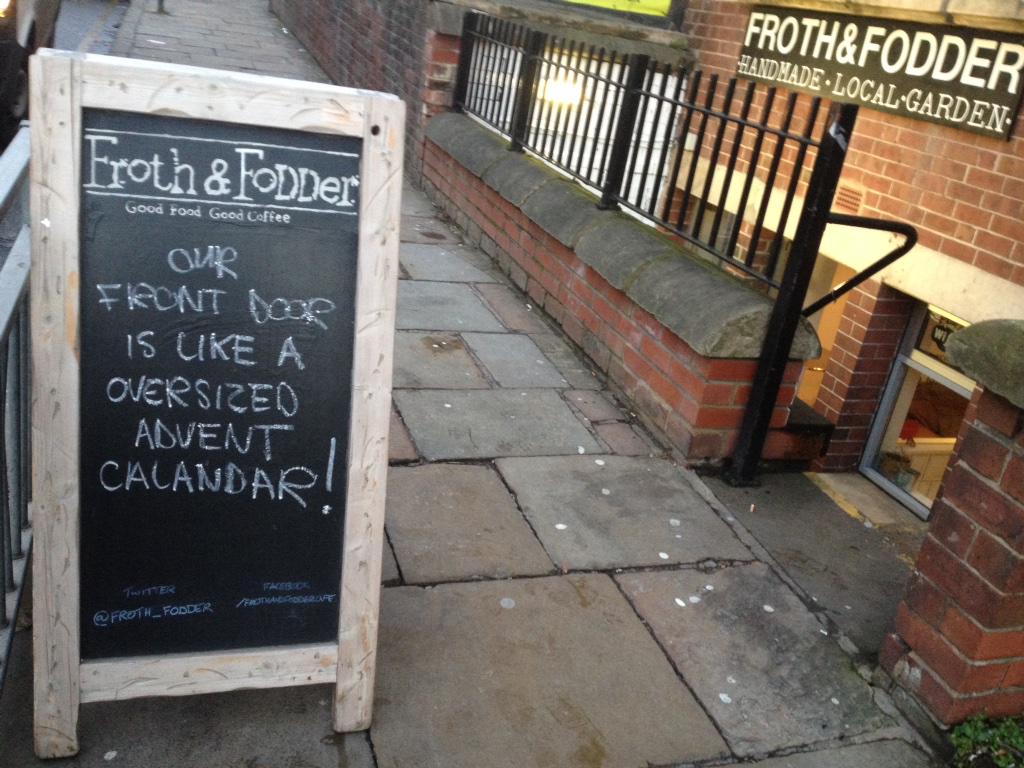 Froth & Fodder
Good Food Good Coffee
OUR
FRONT DOOR
IS LIKE A
OVERSIZED
ADVENT
CALANDAR!
TWITTER
@FROTH_FODDER
FACEBOOK
/FROTHANDFODDERCAFE
FROTH&FODDER
HANDMADE·LOCAL·GARDEN·